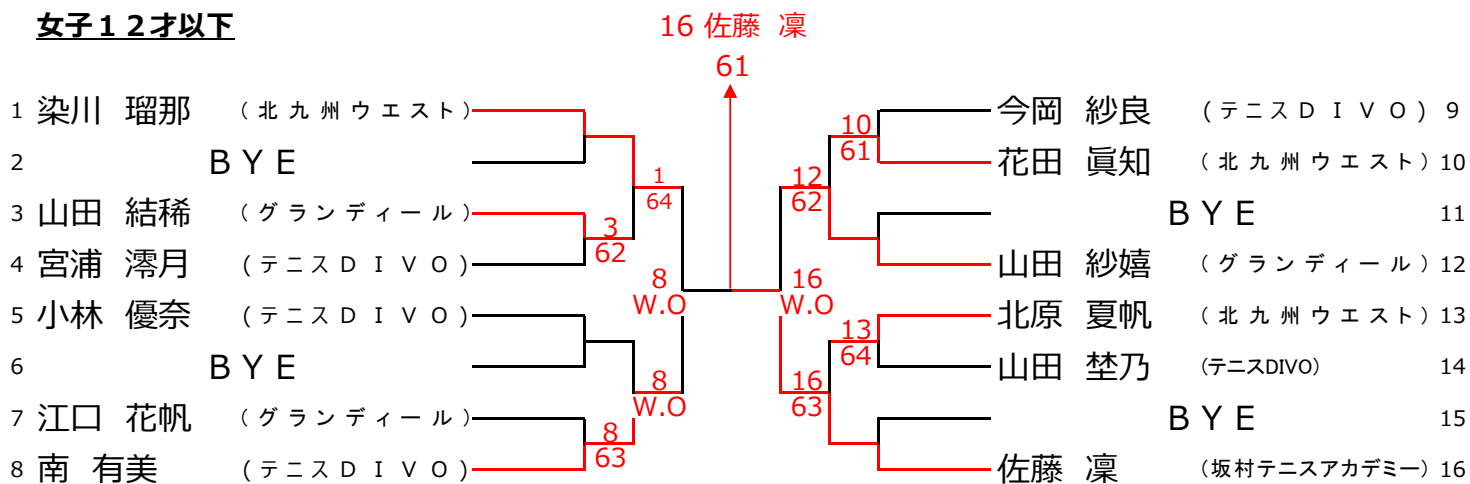 女子１２才以下
16 佐藤 凜
61
1 染川 瑠那 (北九州ウエスト)
2 ＢＹＥ
3 山田 結稀 (グランディール)
4 宮浦 澪月 (テニスＤＩＶＯ)
5 小林 優奈 (テニスＤＩＶＯ)
6 ＢＹＥ
7 江口 花帆 (グランディール)
8 南 有美 (テニスＤＩＶＯ)
3
62
8
63
1
64
8
W.O
8
W.O
今岡 紗良 (テニスＤＩＶＯ) 9
花田 眞知 (北九州ウエスト) 10
ＢＹＥ 11
山田 紗嬉 (グランディール) 12
北原 夏帆 (北九州ウエスト) 13
山田 埜乃 (テニスDIVO) 14
ＢＹＥ 15
佐藤 凜 (坂村テニスアカデミー) 16
10
61
13
64
12
62
16
63
16
W.O